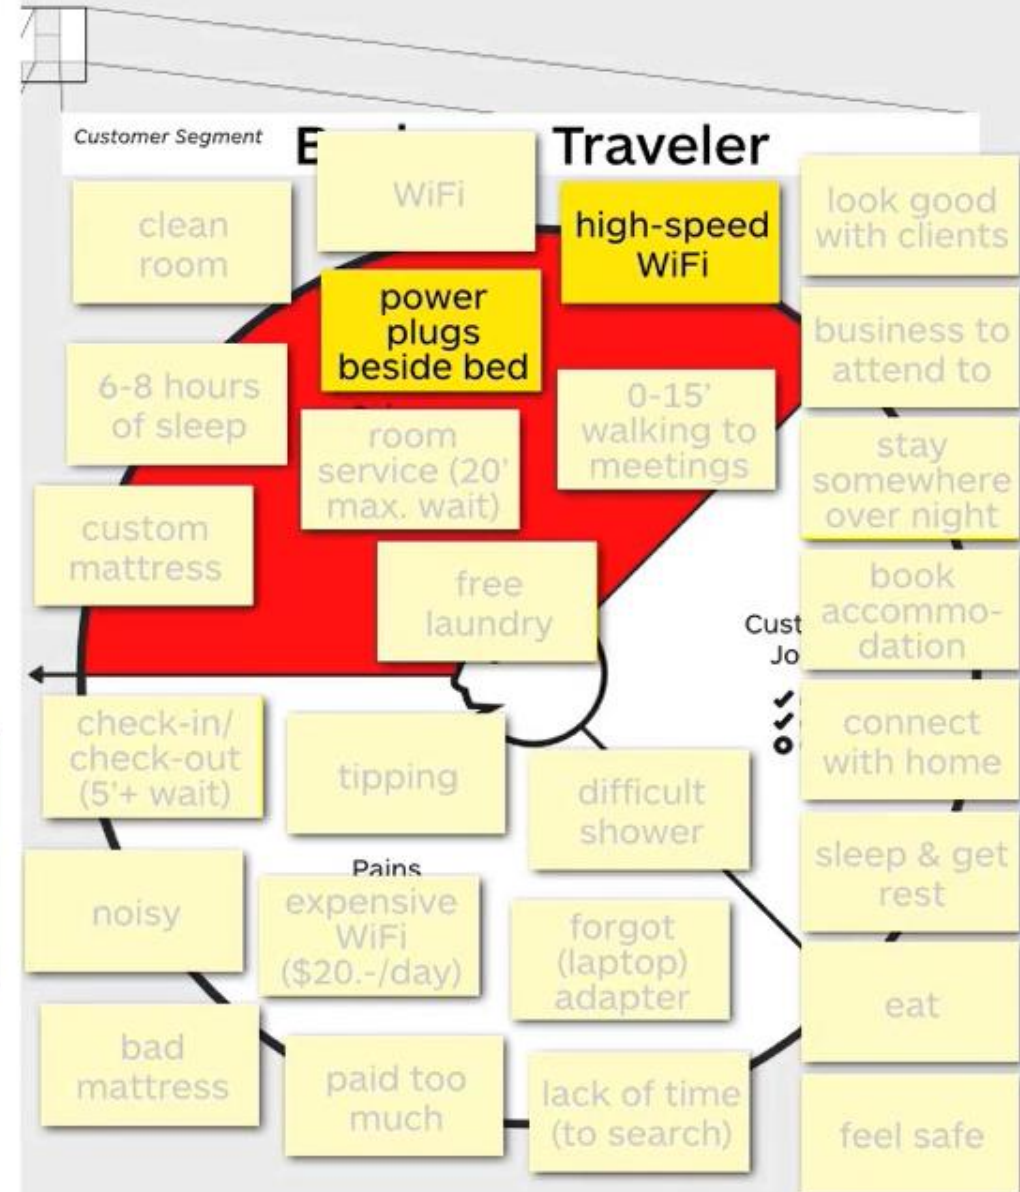 Customer Segment
Traveler
WiFi
clean
room
high-speed
WiFi
look good
with clients
power
plugs
beside bed
business to
attend to
6-8 hours
of sleep
0-15'
walking to
meetings
room
service (20'
max. wait)
stay
somewhere
over night
custom
mattress
free
laundry
book
accommo-
dation
Cust
Jo
check-in/
check-out
(5'+ wait)
tipping
connect
with home
difficult
shower
Pains
sleep & get
rest
noisy
expensive
WiFi
($20.-/day)
forgot
(laptop)
adapter
eat
bad
mattress
paid too
much
lack of time
(to search)
feel safe